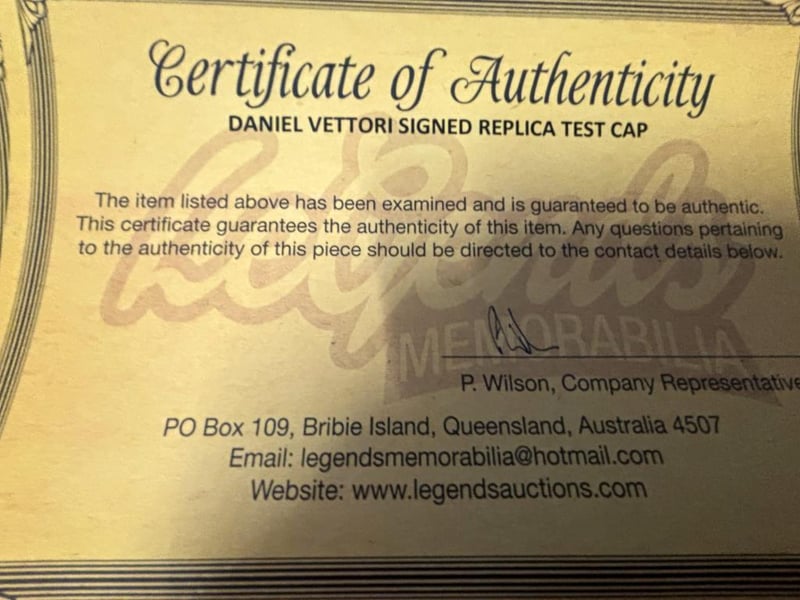 Certificate of Authenticity
DANIEL VETTORI SIGNED REPLICA TEST CAP
The item listed above has been examined and is guaranteed to be authentic.
This certificate guarantees the authenticity of this item. Any questions pertaining
to the authenticity of this piece should be directed to the contact details below.
Legends
MEMORABILIA
P. Wilson, Company Representative
PO Box 109, Bribie Island, Queensland, Australia 4507
Email: legendsmemorabilia@hotmail.com
Website: www.legendsauctions.com